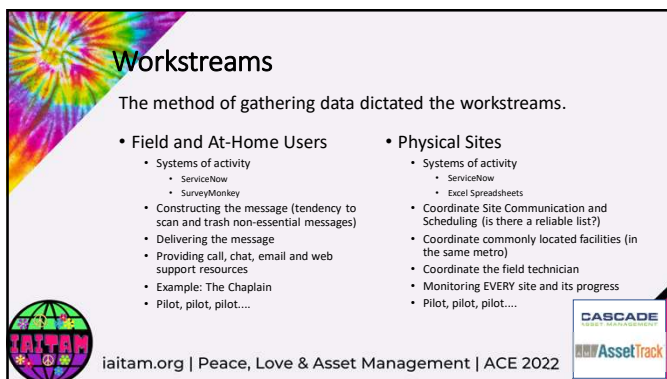 Workstreams
The method of gathering data dictated the workstreams.
• Field and At-Home Users
• Systems of activity
• ServiceNow
• SurveyMonkey
• Constructing the message (tendency to
scan and trash non-essential messages)
• Delivering the message
• Providing call, chat, email and web
support resources
• Example: The Chaplain
• Pilot, pilot, pilot....
• Physical Sites
• Systems of activity
• ServiceNow
• Excel Spreadsheets
• Coordinate Site Communication and
Scheduling (is there a reliable list?)
• Coordinate commonly located facilities (in
the same metro)
• Coordinate the field technician
• Monitoring EVERY site and its progress
• Pilot, pilot, pilot....
IAITAM
iaitam.org | Peace, Love & Asset Management | ACE 2022
CASCADE
ASSET MANAGEMENT
AssetTrack